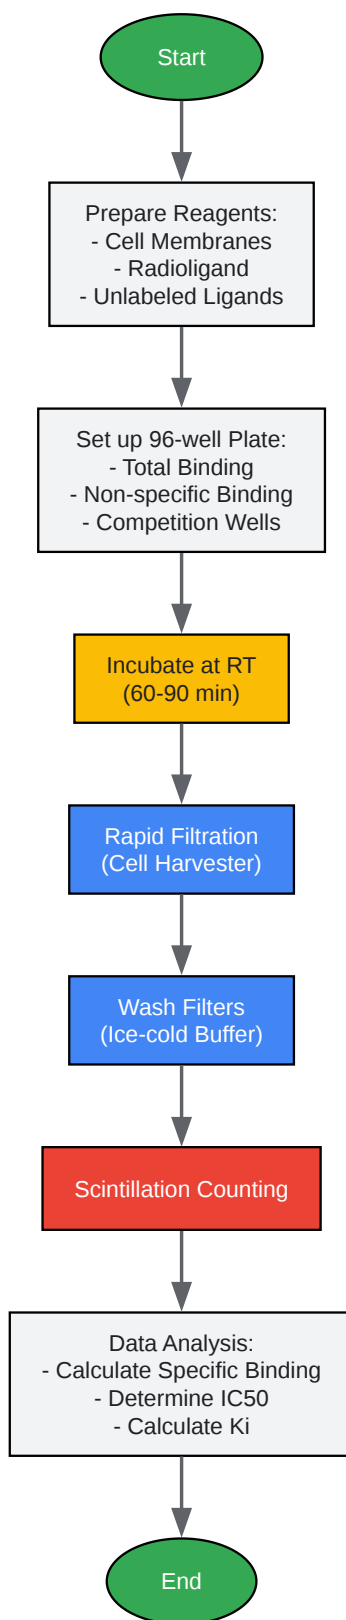 Start
Prepare Reagents:
- Cell Membranes
- Radioligand
- Unlabeled Ligands
Set up 96-well Plate:
- Total Binding
- Non-specific Binding
- Competition Wells
Incubate at RT
(60-90 min)
Rapid Filtration
(Cell Harvester)
Wash Filters
(Ice-cold Buffer)
Scintillation Counting
Data Analysis:
- Calculate Specific Binding
- Determine IC50
- Calculate Ki
End